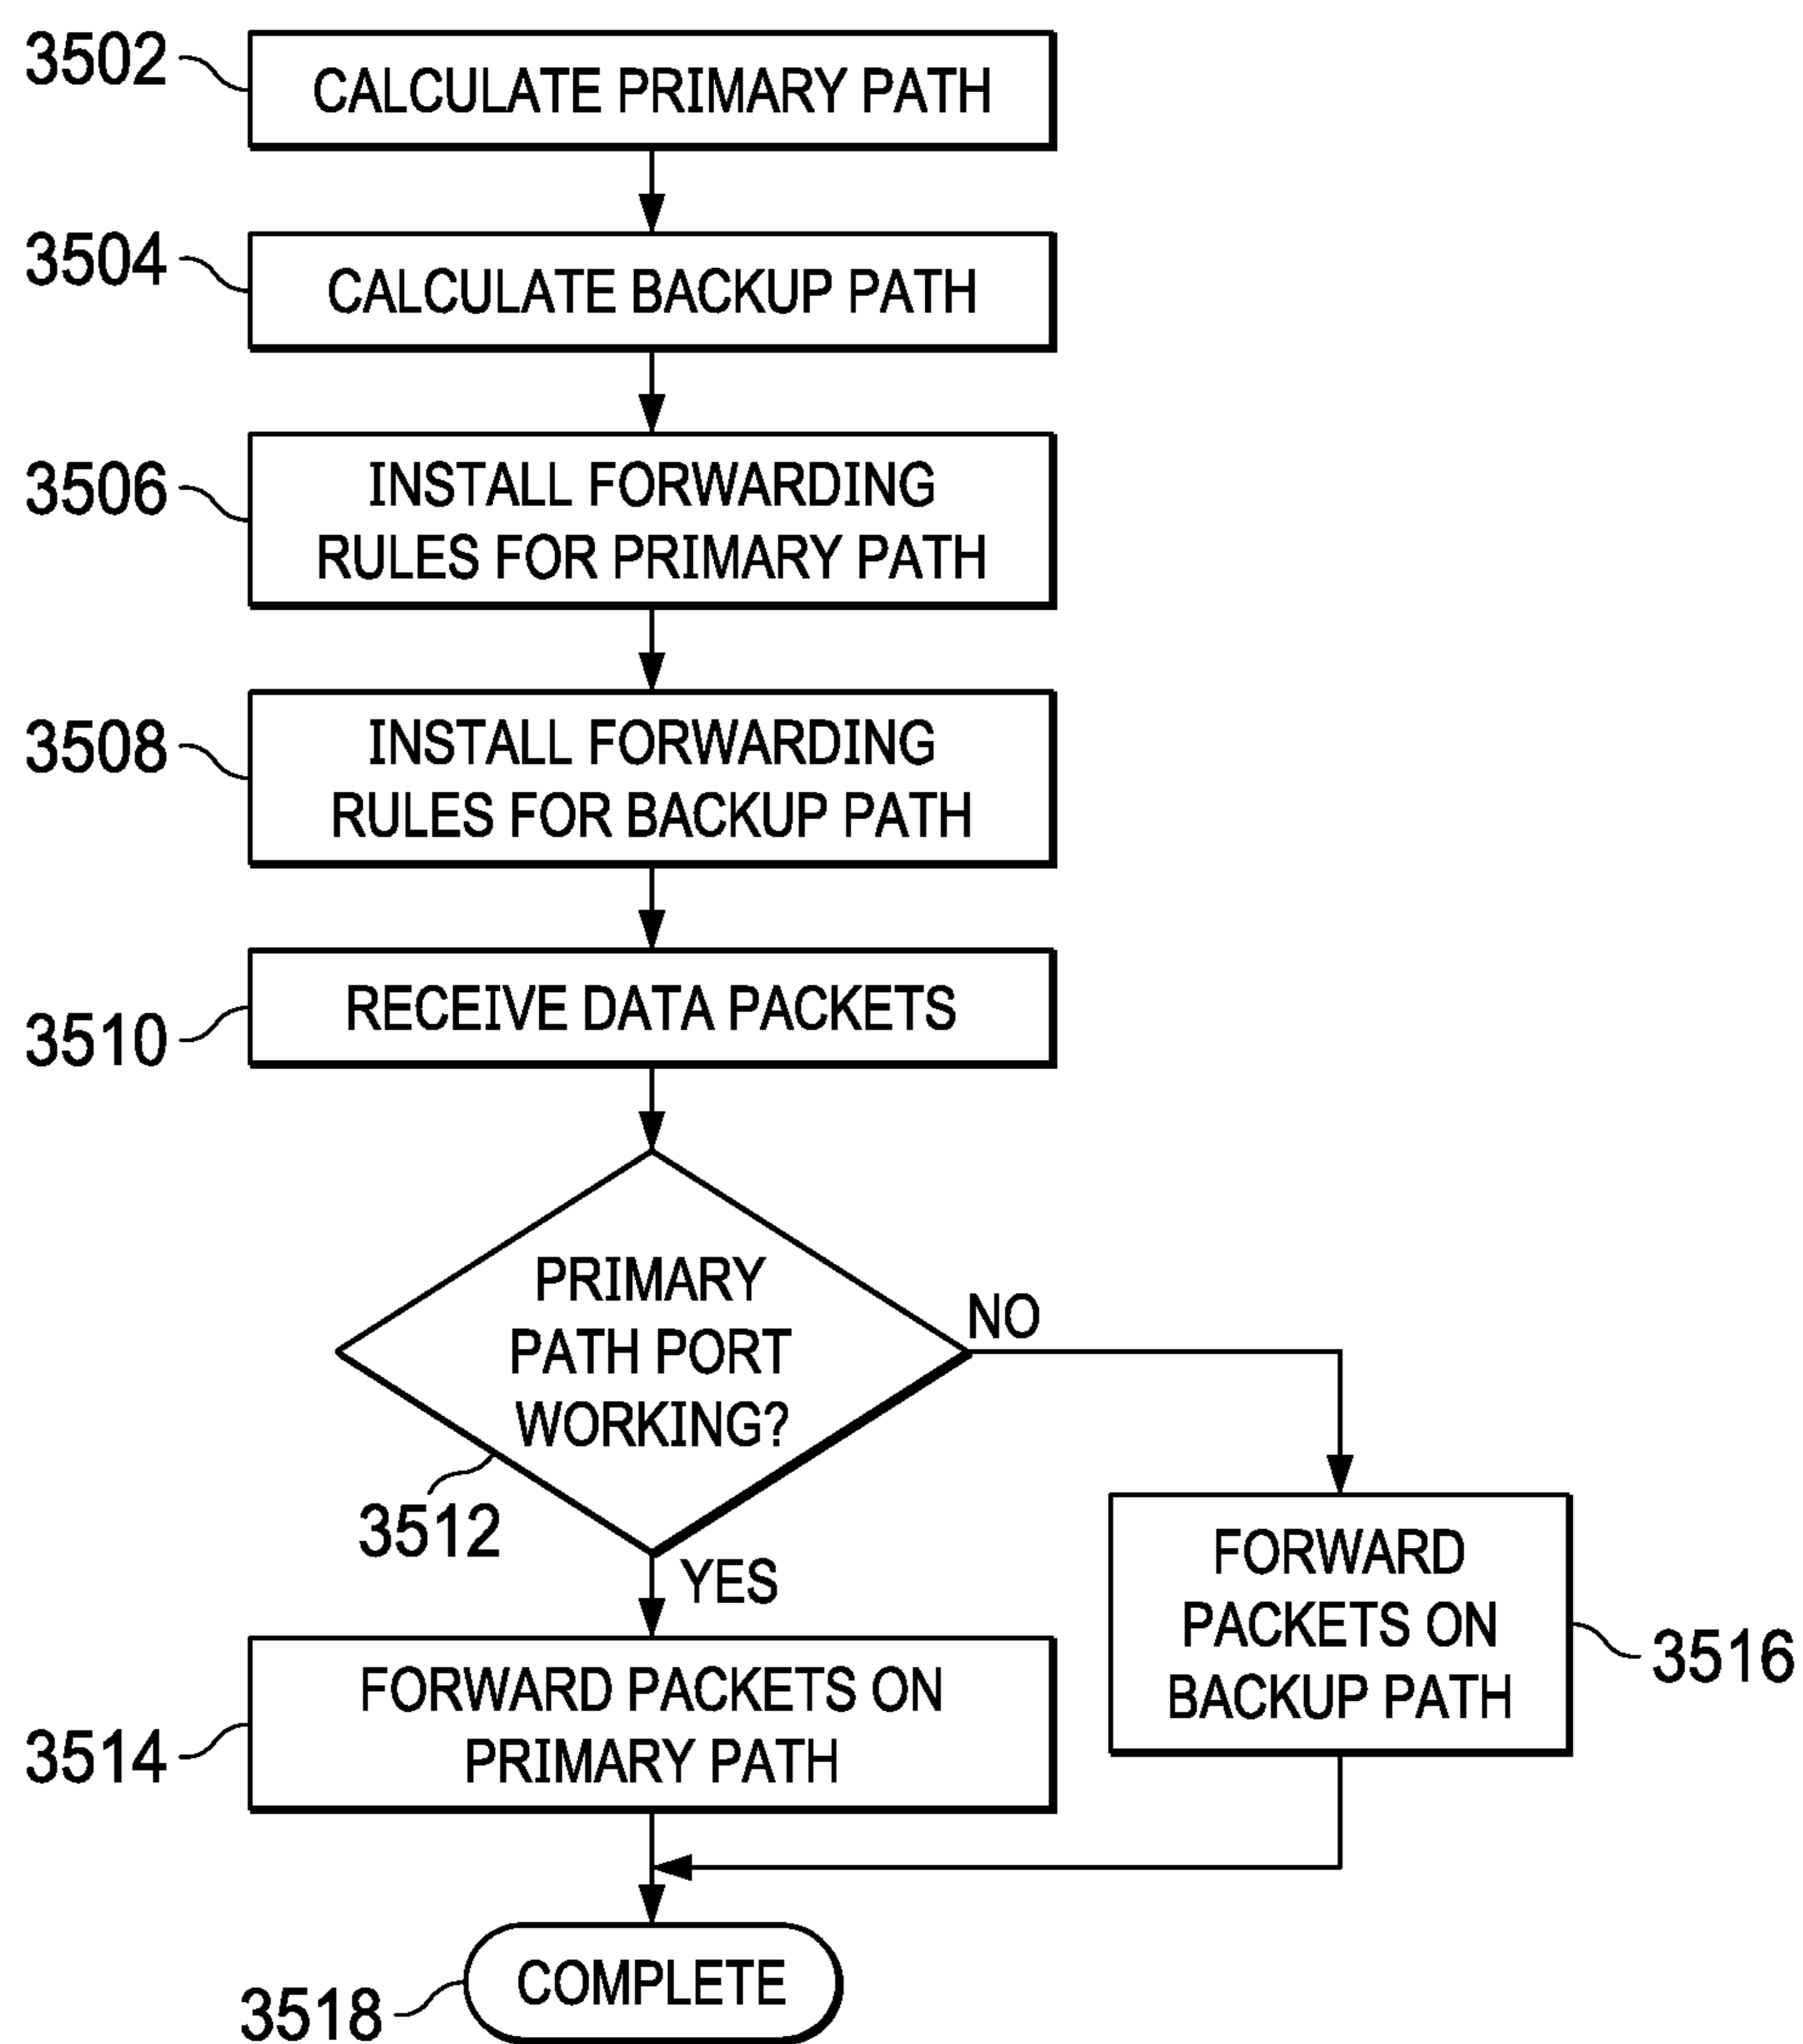 3502
CALCULATE PRIMARY PATH
3504
CALCULATE BACKUP PATH
3506
INSTALL FORWARDING
RULES FOR PRIMARY PATH
3508
INSTALL FORWARDING
RULES FOR BACKUP PATH
3510
RECEIVE DATA PACKETS
PRIMARY
PATH PORT
WORKING?
NO
3512
YES
FORWARD
PACKETS ON
BACKUP PATH
3516
FORWARD PACKETS ON
PRIMARY PATH
3514
COMPLETE
3518